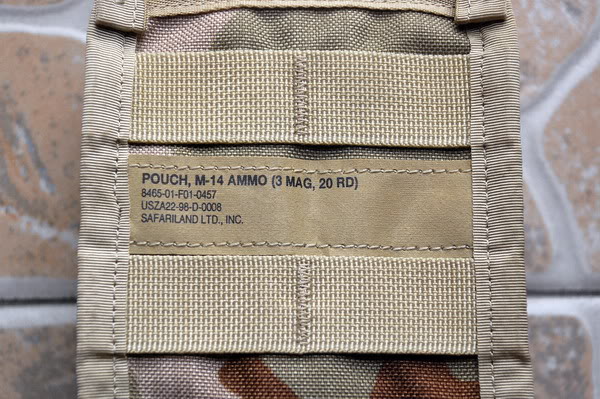 POUCH, M-14 AMMO (3 MAG, 20 RD)
8465-01-F01-0457
USZA22-98-D-0008
SAFARILAND LTD., INC.